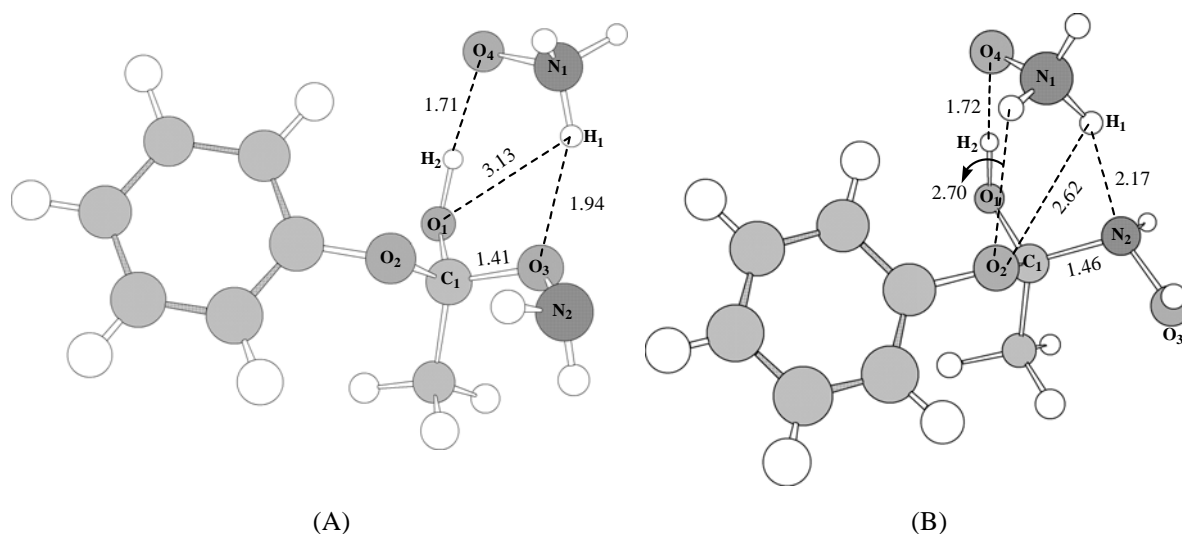 O4
N1
1.71
H2
H1
3.13
O1
1.94
O2
1.41
O3
C1
N2
(A)
O4
N1
1.72
H1
H2
2.70
O1
2.62
2.17
N2
O2
C1
1.46
O3
(B)